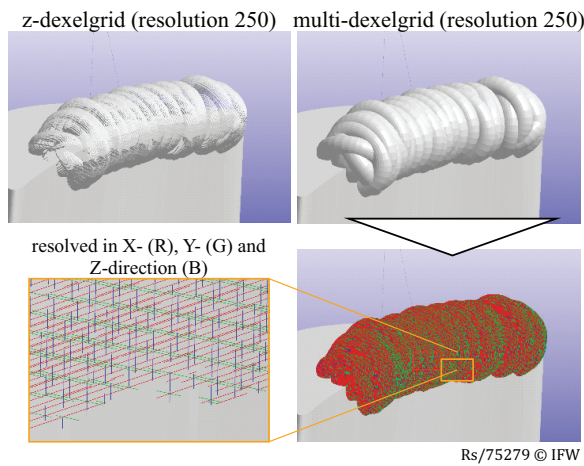 z-dexelgrid (resolution 250)
multi-dexelgrid (resolution 250)
resolved in X- (R), Y- (G) and
Z-direction (B)
Rs/75279 © IFW